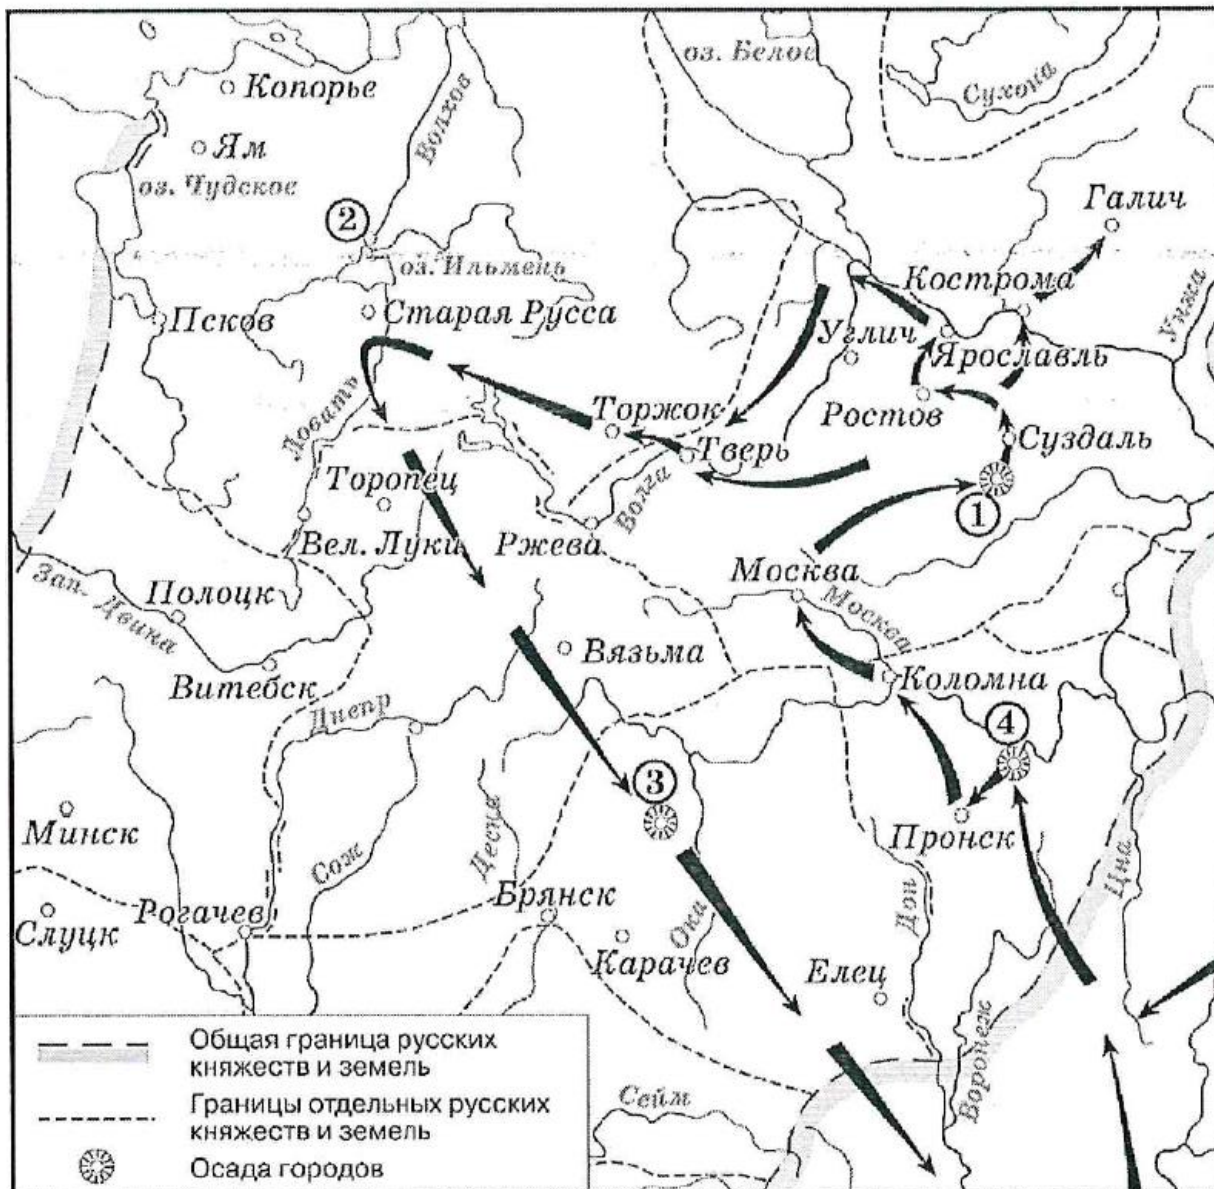 оз. Белое
Сухона
Копорье
Волхов
Ям
оз. Чудское
Галич
2
оз. Ильмень
Кострома
Унжа
Псков
Старая Русса
Углич
Ярославль
Ловать
Торжок
Ростов
Тверь
Суздаль
Торопец
Волга
1
Вел. Луки
Ржева
Москва
Зап. Двина
Полоцк
Москва
Вязьма
Витебск
Коломна
Днепр
4
3
Минск
Десна
Пронск
Цна
Сож
Дон
Слуцк
Рогачев
Брянск
Ока
Карачев
Елец
Воронеж
Сейм
Общая граница русских
княжеств и земель
Границы отдельных русских
княжеств и земель
Осада городов